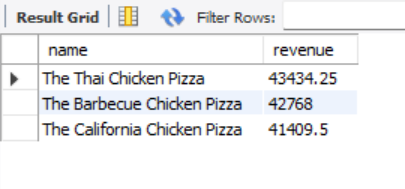 Result Grid Filter Rows:
name revenue
The Thai Chicken Pizza 43434.25
The Barbecue Chicken Pizza 42768
The California Chicken Pizza 41409.5